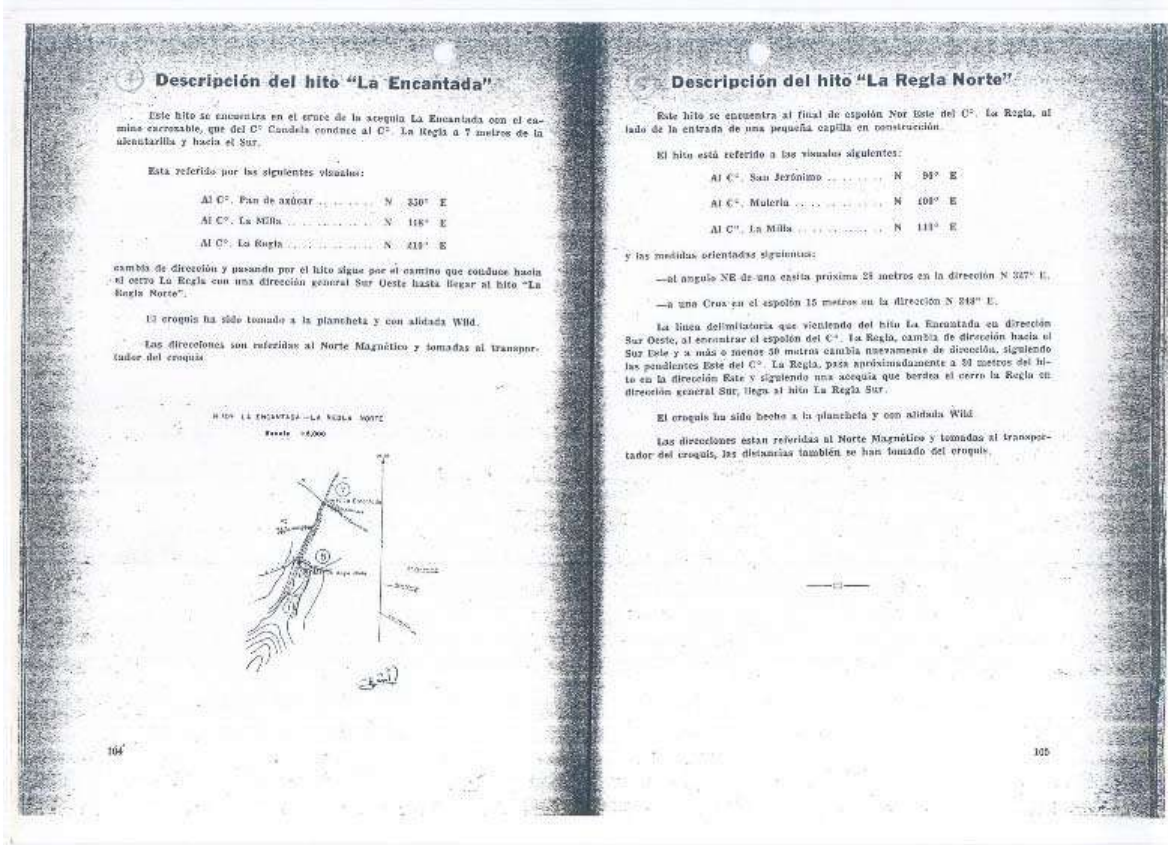 7 Descripción del hito "La Encantada"
Este hito se encuentra en el cruce de la acequia La Encantada con el ca-
mino carrozable, que del C° Candela conduce al C°. La Regla a 7 metros de la
alcantarilla y hacia el Sur.
Esta referido por las siguientes visuales:
Al C°. Pan de azúcar ......... N 350° E
Al C°. La Milla ............... N 118° E
Al C°. La Regla ............... N 210° E
cambia de dirección y pasando por el hito sigue por el camino que conduce hacia
el cerro La Regla con una dirección general Sur Oeste hasta llegar al hito "La
Regla Norte".
El croquis ha sido tomado a la plancheta y con alidada Wild.
Las direcciones son referidas al Norte Magnético y tomadas al transpor-
tador del croquis
LA ENCANTADA - LA REGLA NORTE
Escala
7
La Encantada
8
104
Descripción del hito "La Regla Norte"
Este hito se encuentra al final de espolón Nor Este del C°. La Regla, al
lado de la entrada de una pequeña capilla en construcción.
El hito está referido a las visuales siguientes:
Al C°. San Jerónimo ......... N E
Al C°. Muleria ............... N E
Al C°. La Milla ............... N E
y las medidas orientadas siguientes:
—al angulo NE de una casita próxima 28 metros en la dirección N 327° E.
—a una Cruz en el espolón 15 metros en la dirección N 248° E.
La linea delimitatoria que viniendo del hito La Encantada en dirección
Sur Oeste, al encontrar el espolón del C°. La Regla, cambia de dirección hacia el
Sur Este y a más o menos 50 metros cambia nuevamente de dirección, siguiendo
las pendientes Este del C°. La Regla, pasa apróximadamente a 30 metros del hi-
to en la dirección Este y siguiendo una acequia que bordea el cerro la Regla en
dirección general Sur, llega al hito La Regla Sur.
El croquis ha sido hecho a la plancheta y con alidada Wild
Las direcciones estan referidas al Norte Magnético y tomadas al transpor-
tador del croquis, las distancias también se han tomado del croquis.
105